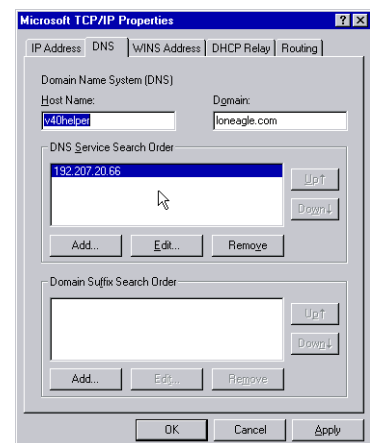 Microsoft TCP/IP Properties
IP Address DNS WINS Address DHCP Relay Routing
Domain Name System (DNS)
Host Name: Domain:
v40helper loneagle.com
DNS Service Search Order
192.207.20.66
Up↑
Down↓
Add... Edit... Remove
Domain Suffix Search Order
Up↑
Down↓
Add... Edit... Remove
OK Cancel Apply